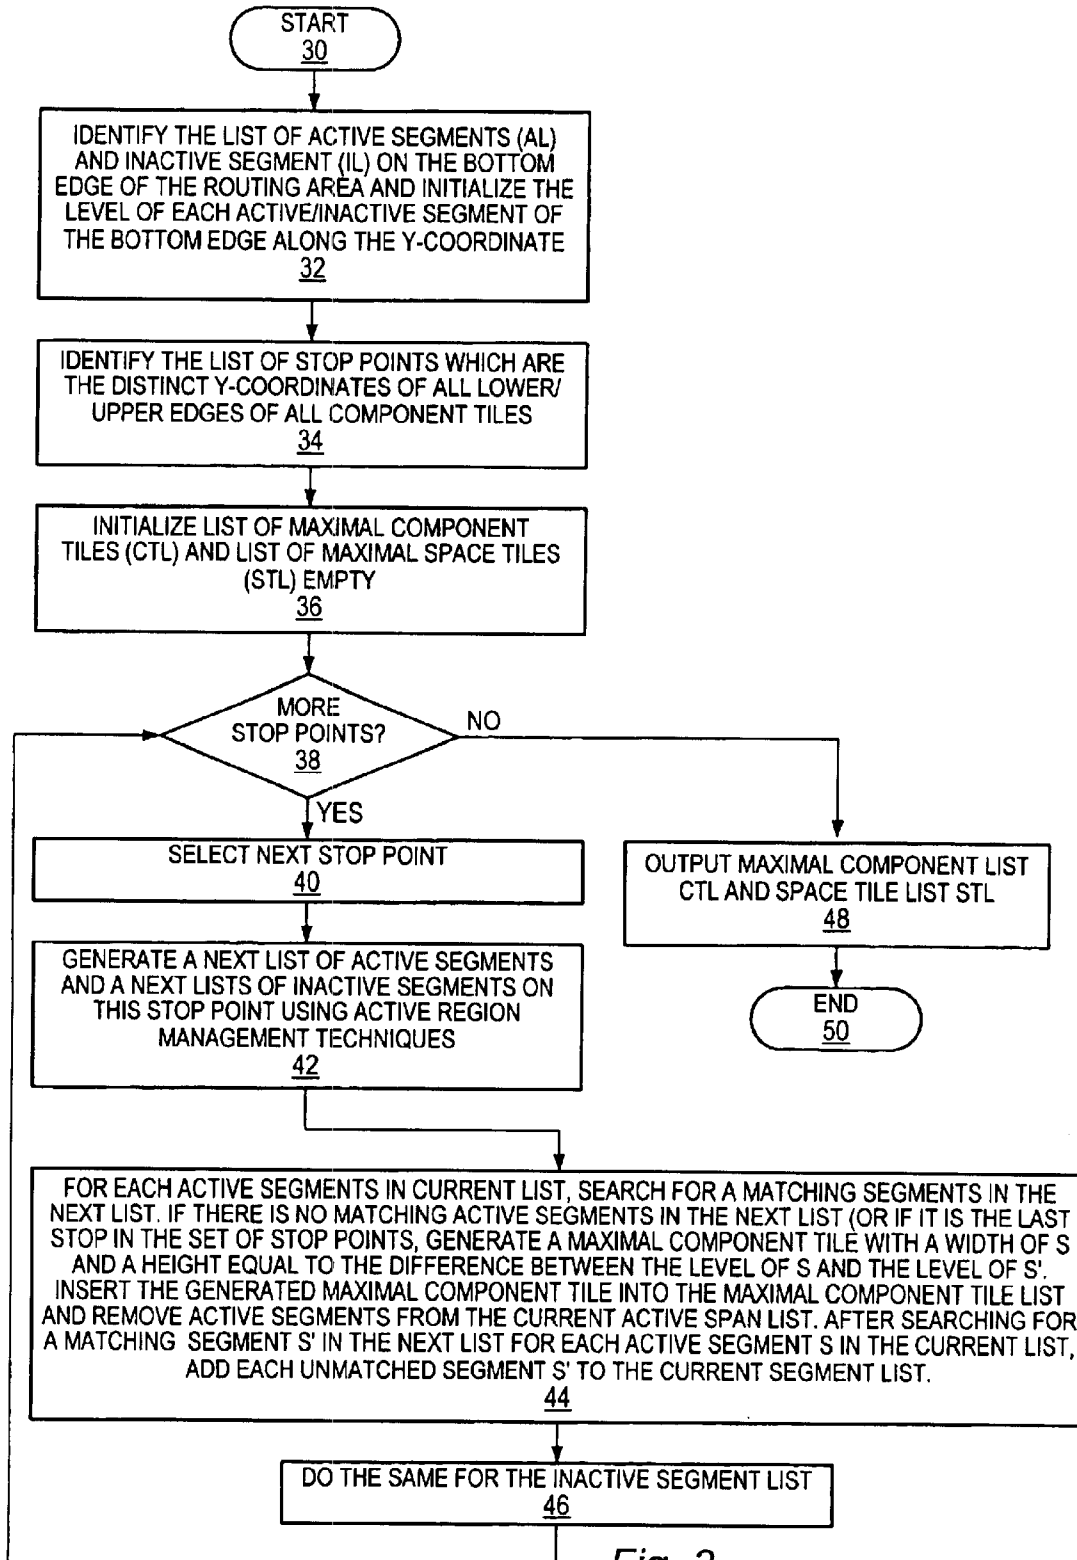 START
30
IDENTIFY THE LIST OF ACTIVE SEGMENTS (AL)
AND INACTIVE SEGMENT (IL) ON THE BOTTOM
EDGE OF THE ROUTING AREA AND INITIALIZE THE
LEVEL OF EACH ACTIVE/INACTIVE SEGMENT OF
THE BOTTOM EDGE ALONG THE Y-COORDINATE
32
IDENTIFY THE LIST OF STOP POINTS WHICH ARE
THE DISTINCT Y-COORDINATES OF ALL LOWER/
UPPER EDGES OF ALL COMPONENT TILES
34
INITIALIZE LIST OF MAXIMAL COMPONENT
TILES (CTL) AND LIST OF MAXIMAL SPACE TILES
(STL) EMPTY
36
MORE
STOP POINTS?
38
NO
YES
SELECT NEXT STOP POINT
40
OUTPUT MAXIMAL COMPONENT LIST
CTL AND SPACE TILE LIST STL
48
GENERATE A NEXT LIST OF ACTIVE SEGMENTS
AND A NEXT LISTS OF INACTIVE SEGMENTS ON
THIS STOP POINT USING ACTIVE REGION
MANAGEMENT TECHNIQUES
42
END
50
FOR EACH ACTIVE SEGMENTS IN CURRENT LIST, SEARCH FOR A MATCHING SEGMENTS IN THE
NEXT LIST. IF THERE IS NO MATCHING ACTIVE SEGMENTS IN THE NEXT LIST (OR IF IT IS THE LAST
STOP IN THE SET OF STOP POINTS, GENERATE A MAXIMAL COMPONENT TILE WITH A WIDTH OF S
AND A HEIGHT EQUAL TO THE DIFFERENCE BETWEEN THE LEVEL OF S AND THE LEVEL OF S'.
INSERT THE GENERATED MAXIMAL COMPONENT TILE INTO THE MAXIMAL COMPONENT TILE LIST
AND REMOVE ACTIVE SEGMENTS FROM THE CURRENT ACTIVE SPAN LIST. AFTER SEARCHING FOR
A MATCHING SEGMENT S' IN THE NEXT LIST FOR EACH ACTIVE SEGMENT S IN THE CURRENT LIST,
ADD EACH UNMATCHED SEGMENT S' TO THE CURRENT SEGMENT LIST.
44
DO THE SAME FOR THE INACTIVE SEGMENT LIST
46